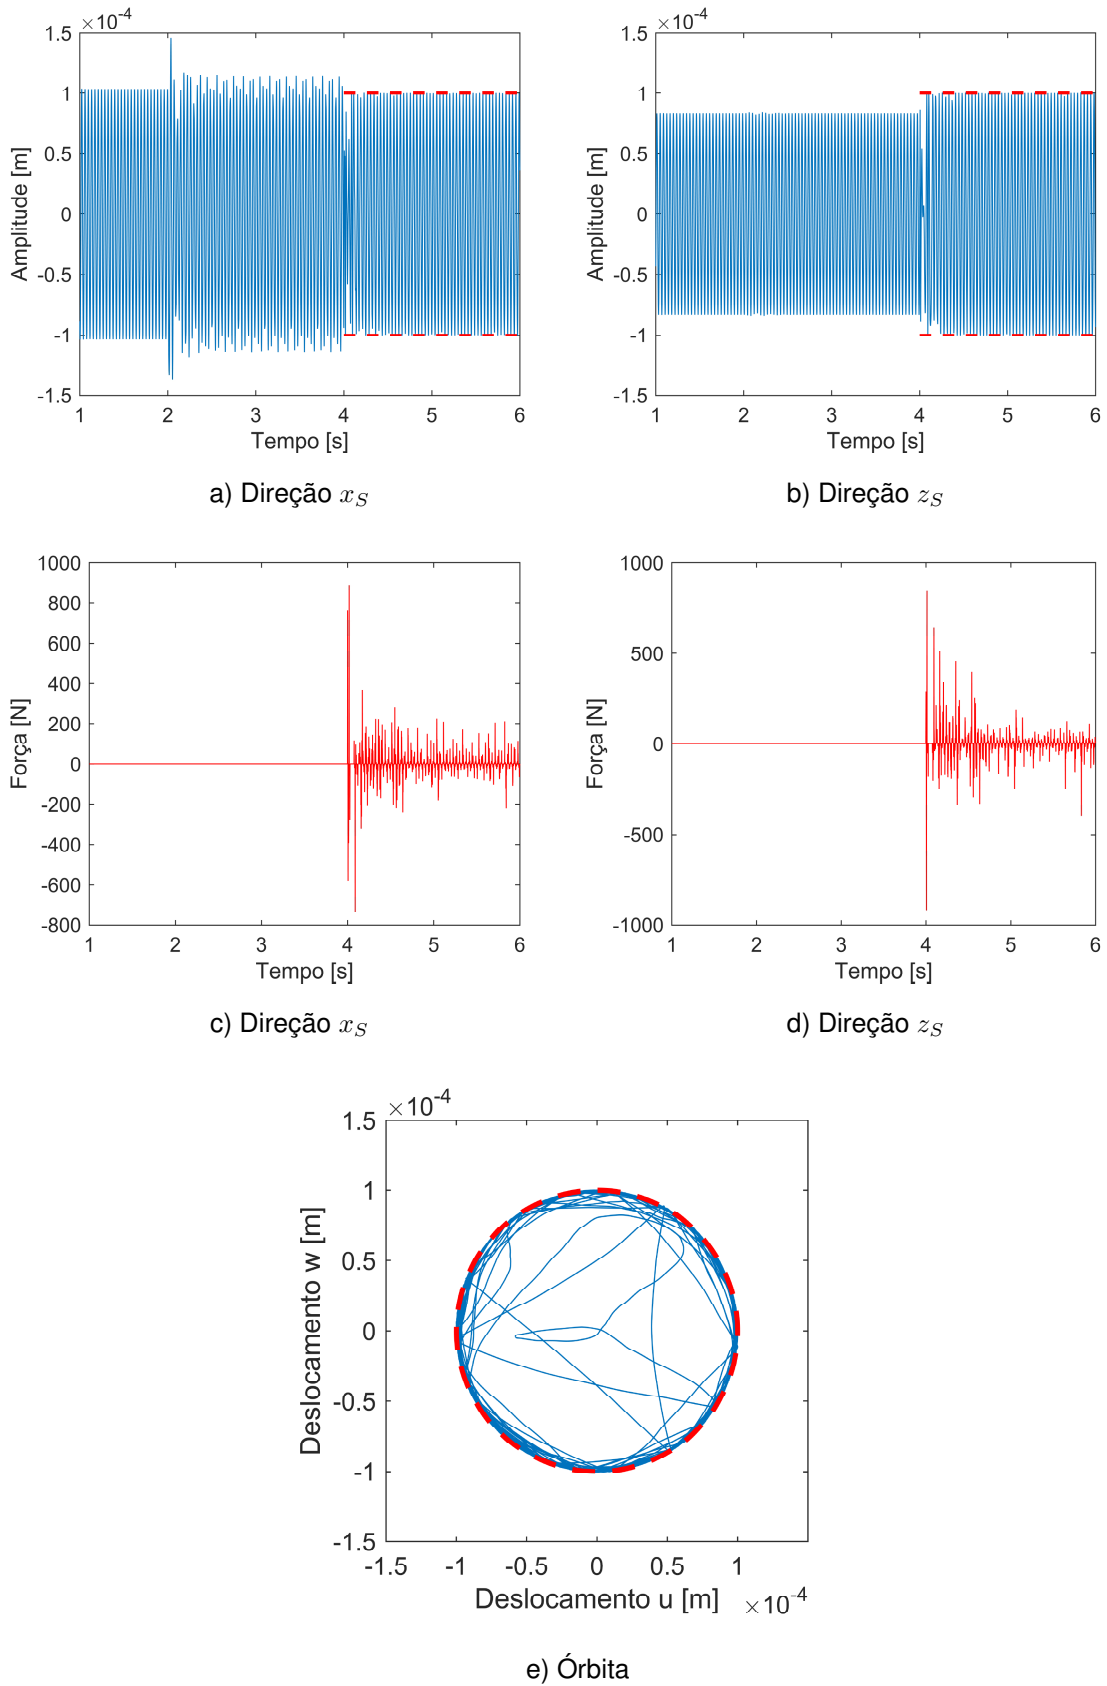 ×10-4
1.5
1
0.5
0
-0.5
-1
-1.5
Amplitude [m]
1 2 3 4 5 6
Tempo [s]
a) Direção xS
×10-4
1.5
1
0.5
0
-0.5
-1
-1.5
Amplitude [m]
1 2 3 4 5 6
Tempo [s]
b) Direção zS
1000
800
600
400
200
0
-200
-400
-600
-800
Força [N]
1 2 3 4 5 6
Tempo [s]
c) Direção xS
1000
500
0
-500
-1000
Força [N]
1 2 3 4 5 6
Tempo [s]
d) Direção zS
×10-4
1.5
1
0.5
0
-0.5
-1
-1.5
Deslocamento w [m]
-1.5 -1 -0.5 0 0.5 1
Deslocamento u [m] ×10-4
e) Órbita